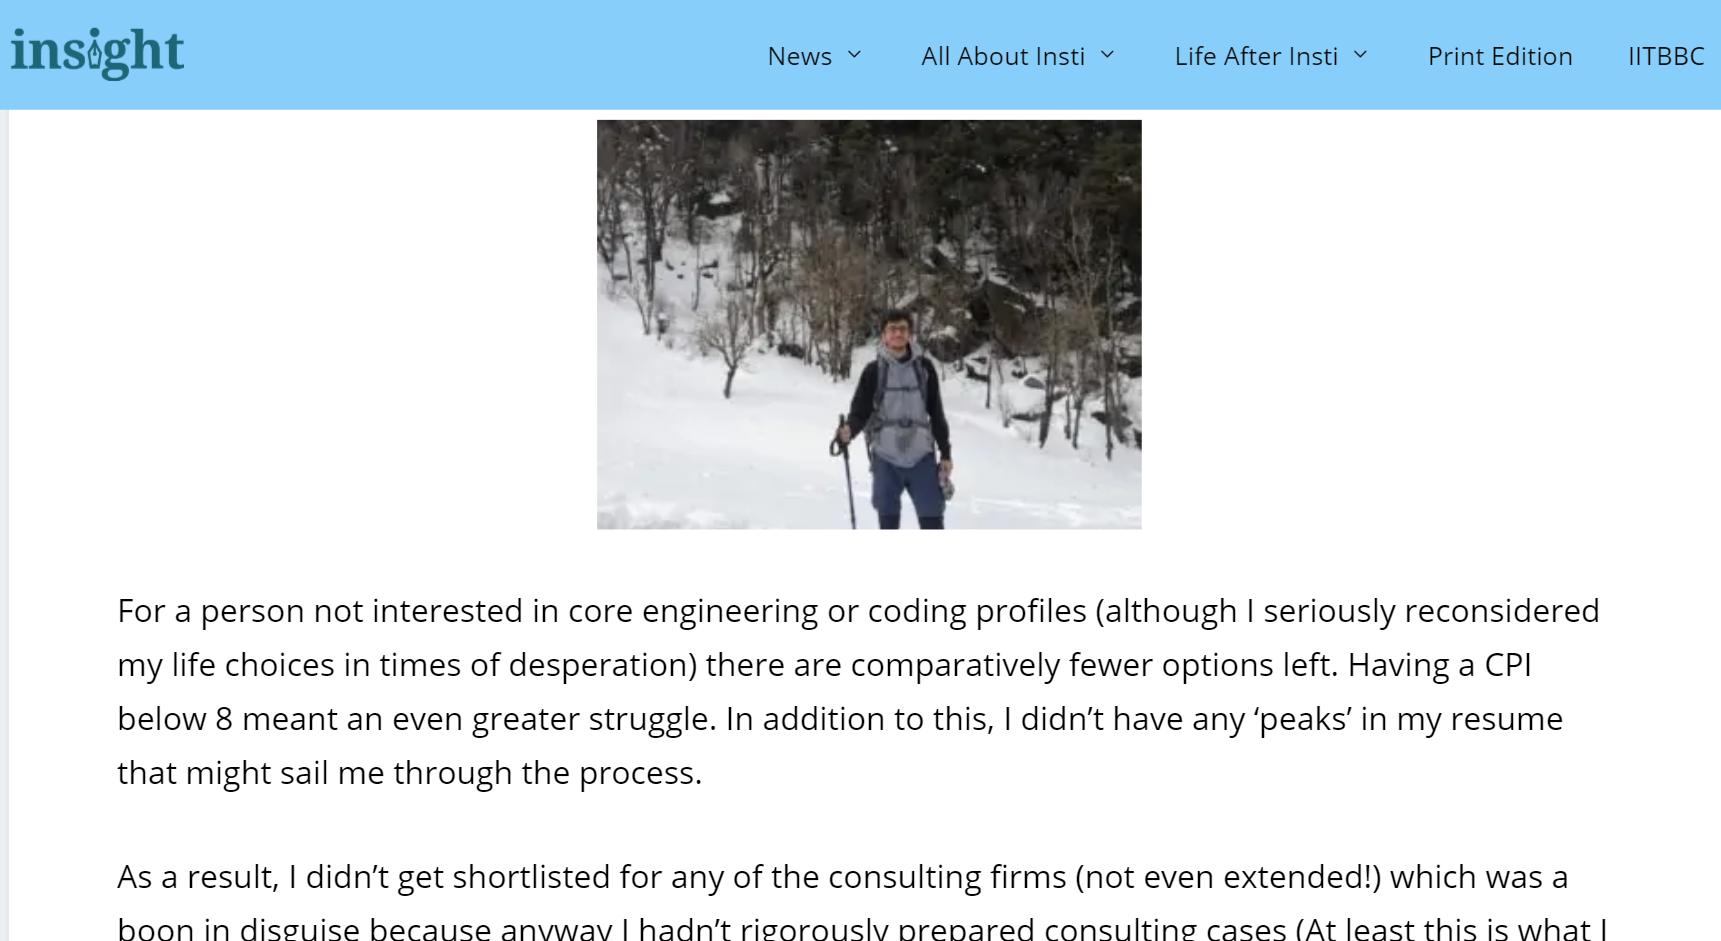 insight
News
All About Insti
Life After Insti
Print Edition
IITBBC
For a person not interested in core engineering or coding profiles (although I seriously reconsidered
my life choices in times of desperation) there are comparatively fewer options left. Having a CPI
below 8 meant an even greater struggle. In addition to this, I didn’t have any ‘peaks’ in my resume
that might sail me through the process.
As a result, I didn’t get shortlisted for any of the consulting firms (not even extended!) which was a
boon in disguise because anyway I hadn’t rigorously prepared consulting cases (At least this is what I